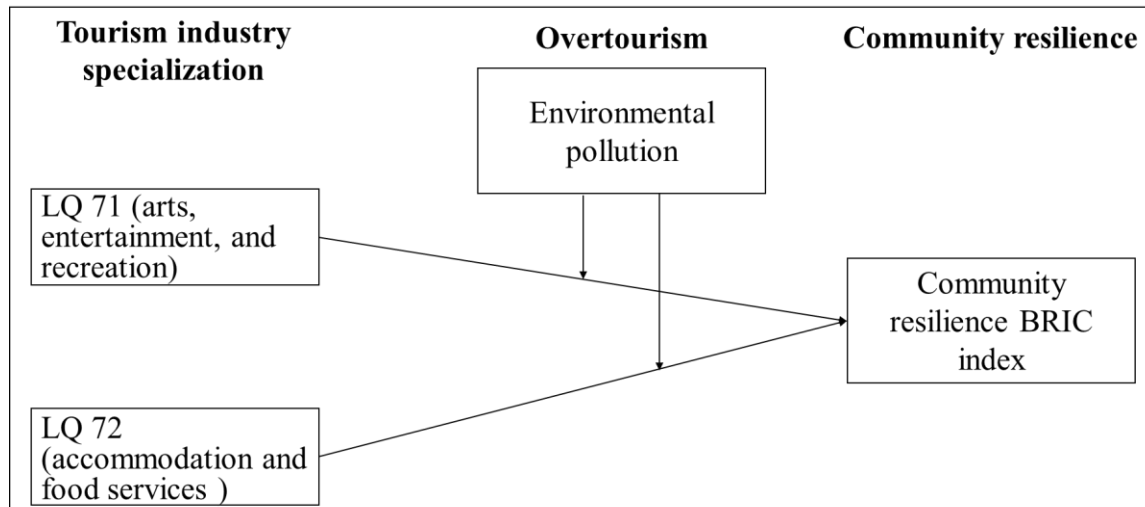 Tourism industry
specialization
Overtourism
Community resilience
Environmental
pollution
LQ 71 (arts,
entertainment, and
recreation)
Community
resilience BRIC
index
LQ 72
(accommodation and
food services )